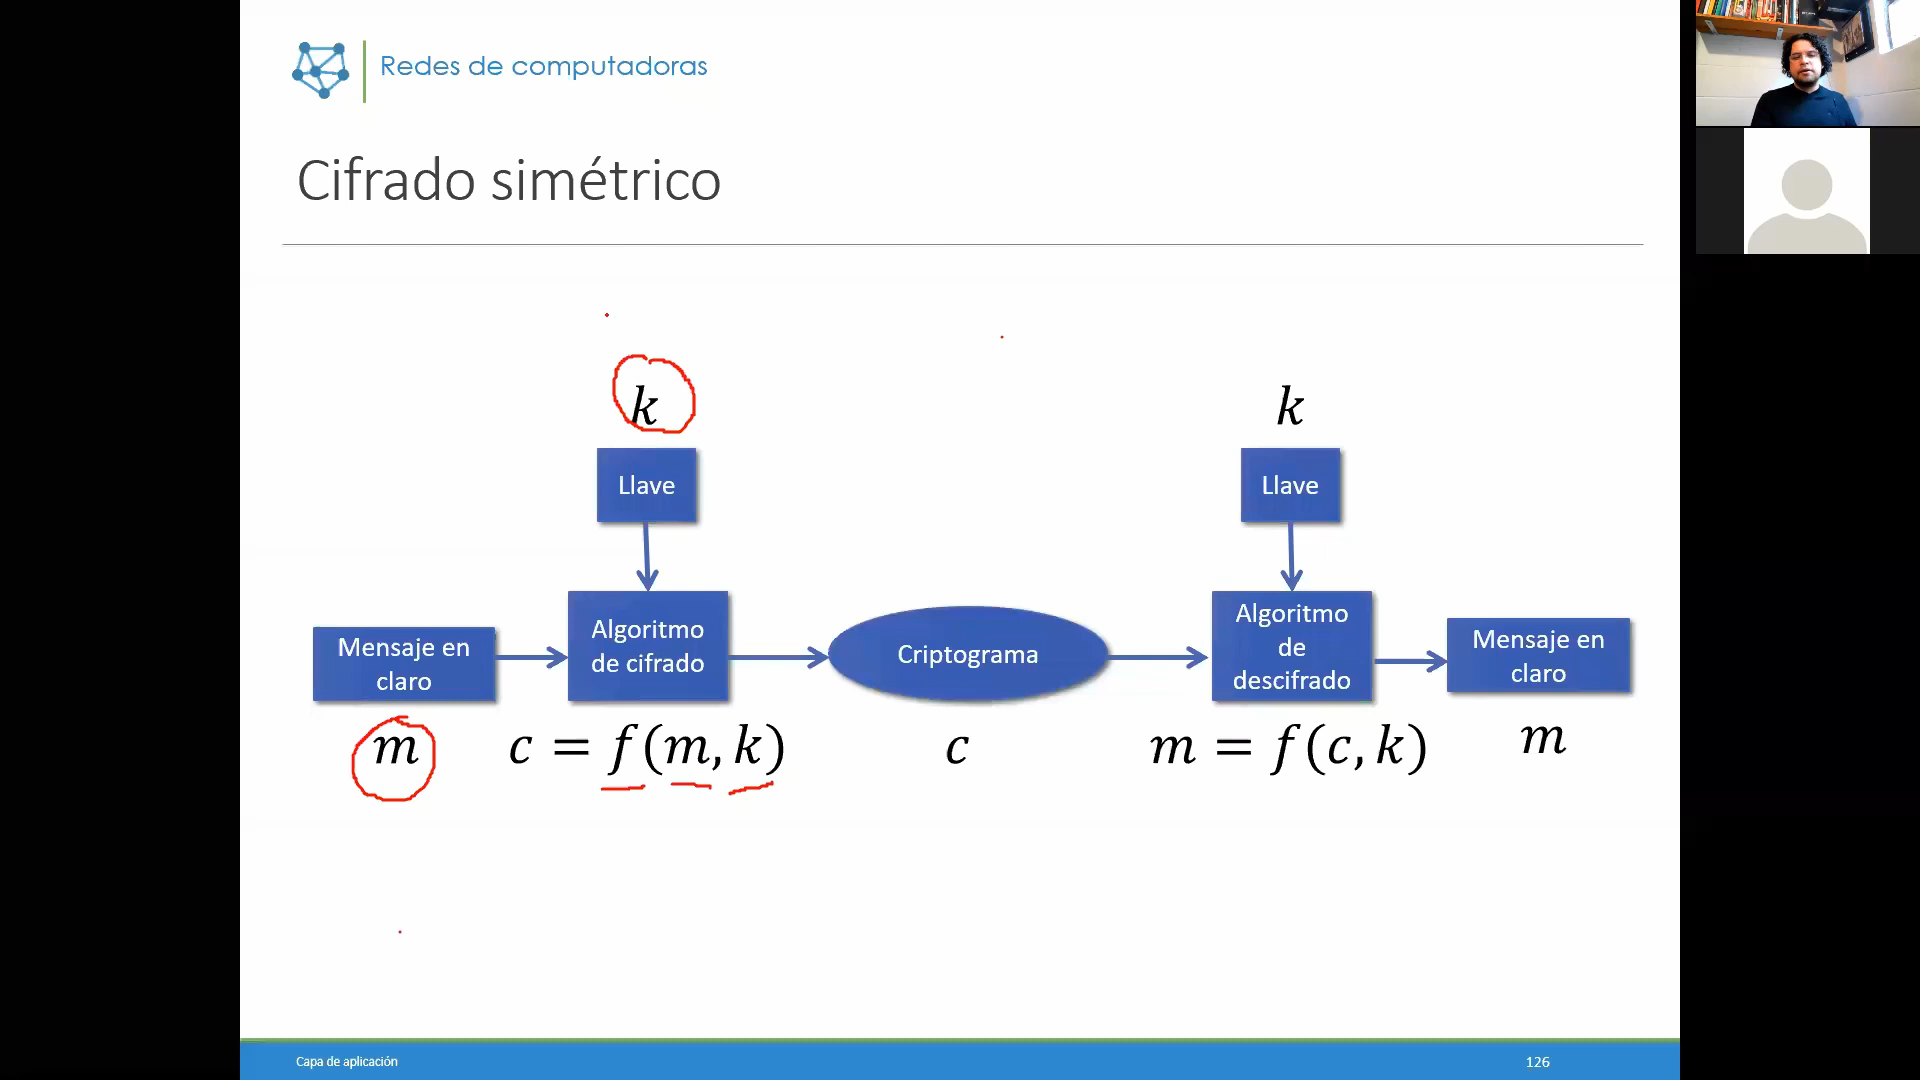 Redes de computadoras
Cifrado simétrico
k
k
Llave
Llave
Mensaje en
claro
Algoritmo
de cifrado
Criptograma
Algoritmo
de
descifrado
Mensaje en
claro
m
c = f(m, k)
c
m = f(c, k)
m
Capa de aplicación
126